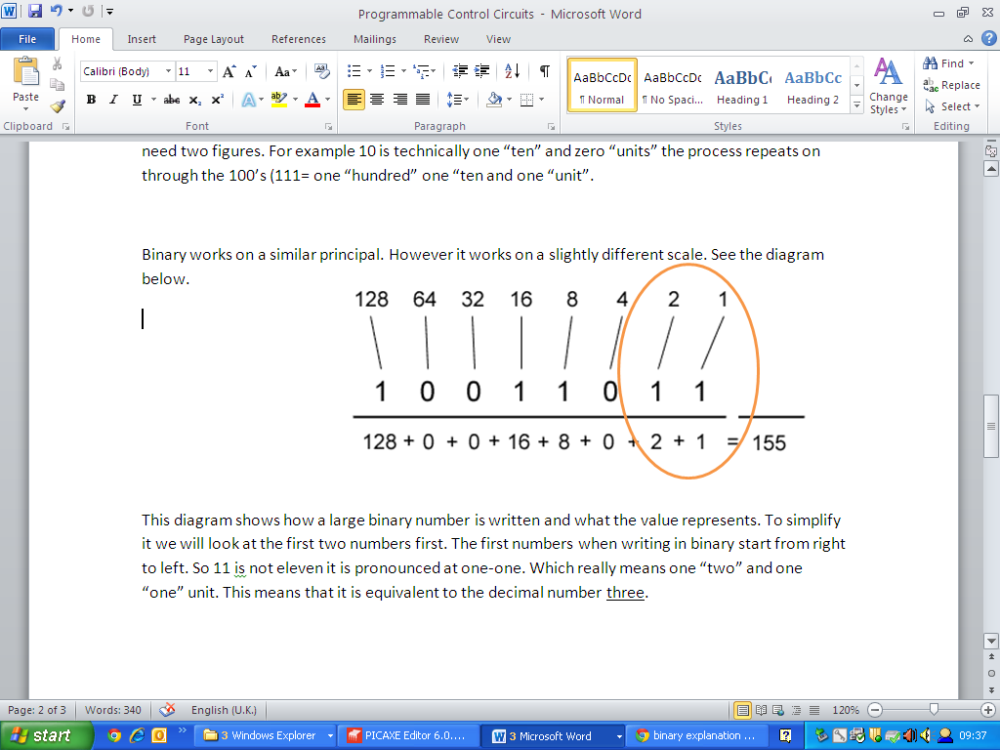 Programmable Control Circuits - Microsoft Word
File Home Insert Page Layout References Mailings Review View
Paste
Calibri (Body) 11
AaBbCcDc AaBbCcDc AaBbC AaBbCc
¶ Normal ¶ No Spaci... Heading 1 Heading 2
Change
Styles
Find
Replace
Select
Clipboard Font Paragraph Styles Editing
need two figures. For example 10 is technically one “ten” and zero “units” the process repeats on
through the 100’s (111= one “hundred” one “ten and one “unit”.
Binary works on a similar principal. However it works on a slightly different scale. See the diagram
below.
128 64 32 16 8 4 2 1
1 0 0 1 1 0 1 1
128 + 0 + 0 + 16 + 8 + 0 + 2 + 1 = 155
This diagram shows how a large binary number is written and what the value represents. To simplify
it we will look at the first two numbers first. The first numbers when writing in binary start from right
to left. So 11 is not eleven it is pronounced at one-one. Which really means one “two” and one
“one” unit. This means that it is equivalent to the decimal number three.
Page: 2 of 3 Words: 340 English (U.K.) 120%
start 3 Windows Explorer PICAXE Editor 6.0.... 3 Microsoft Word binary explanation ... 09:37